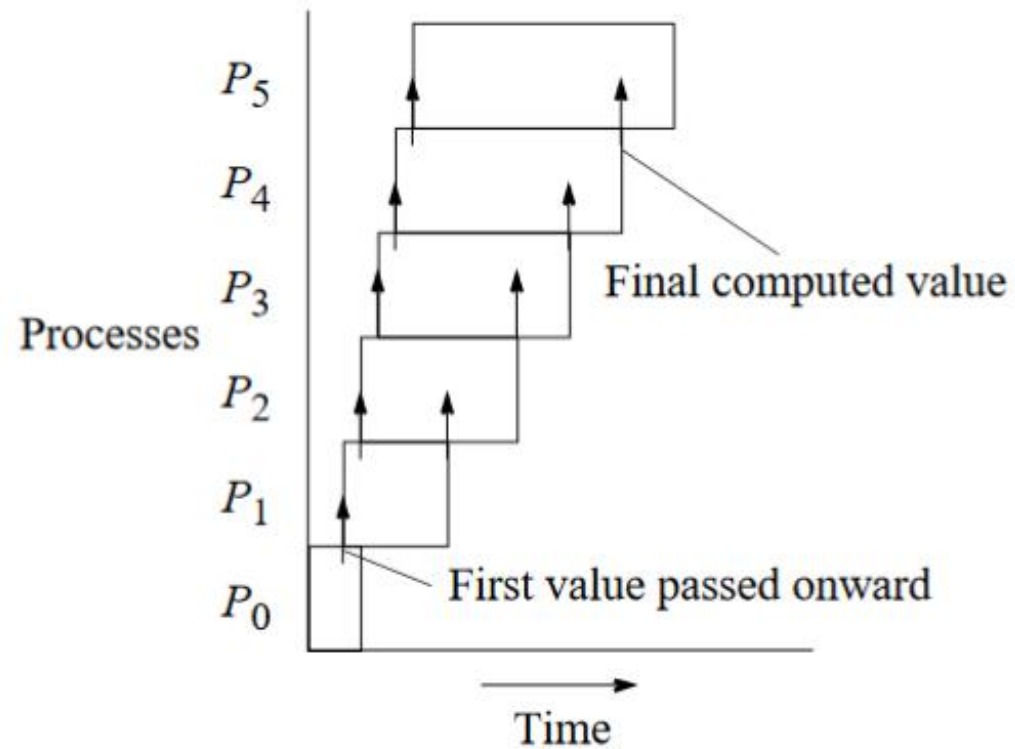 P5
P4
Final computed value
P3
Processes
P2
P1
First value passed onward
P0
Time